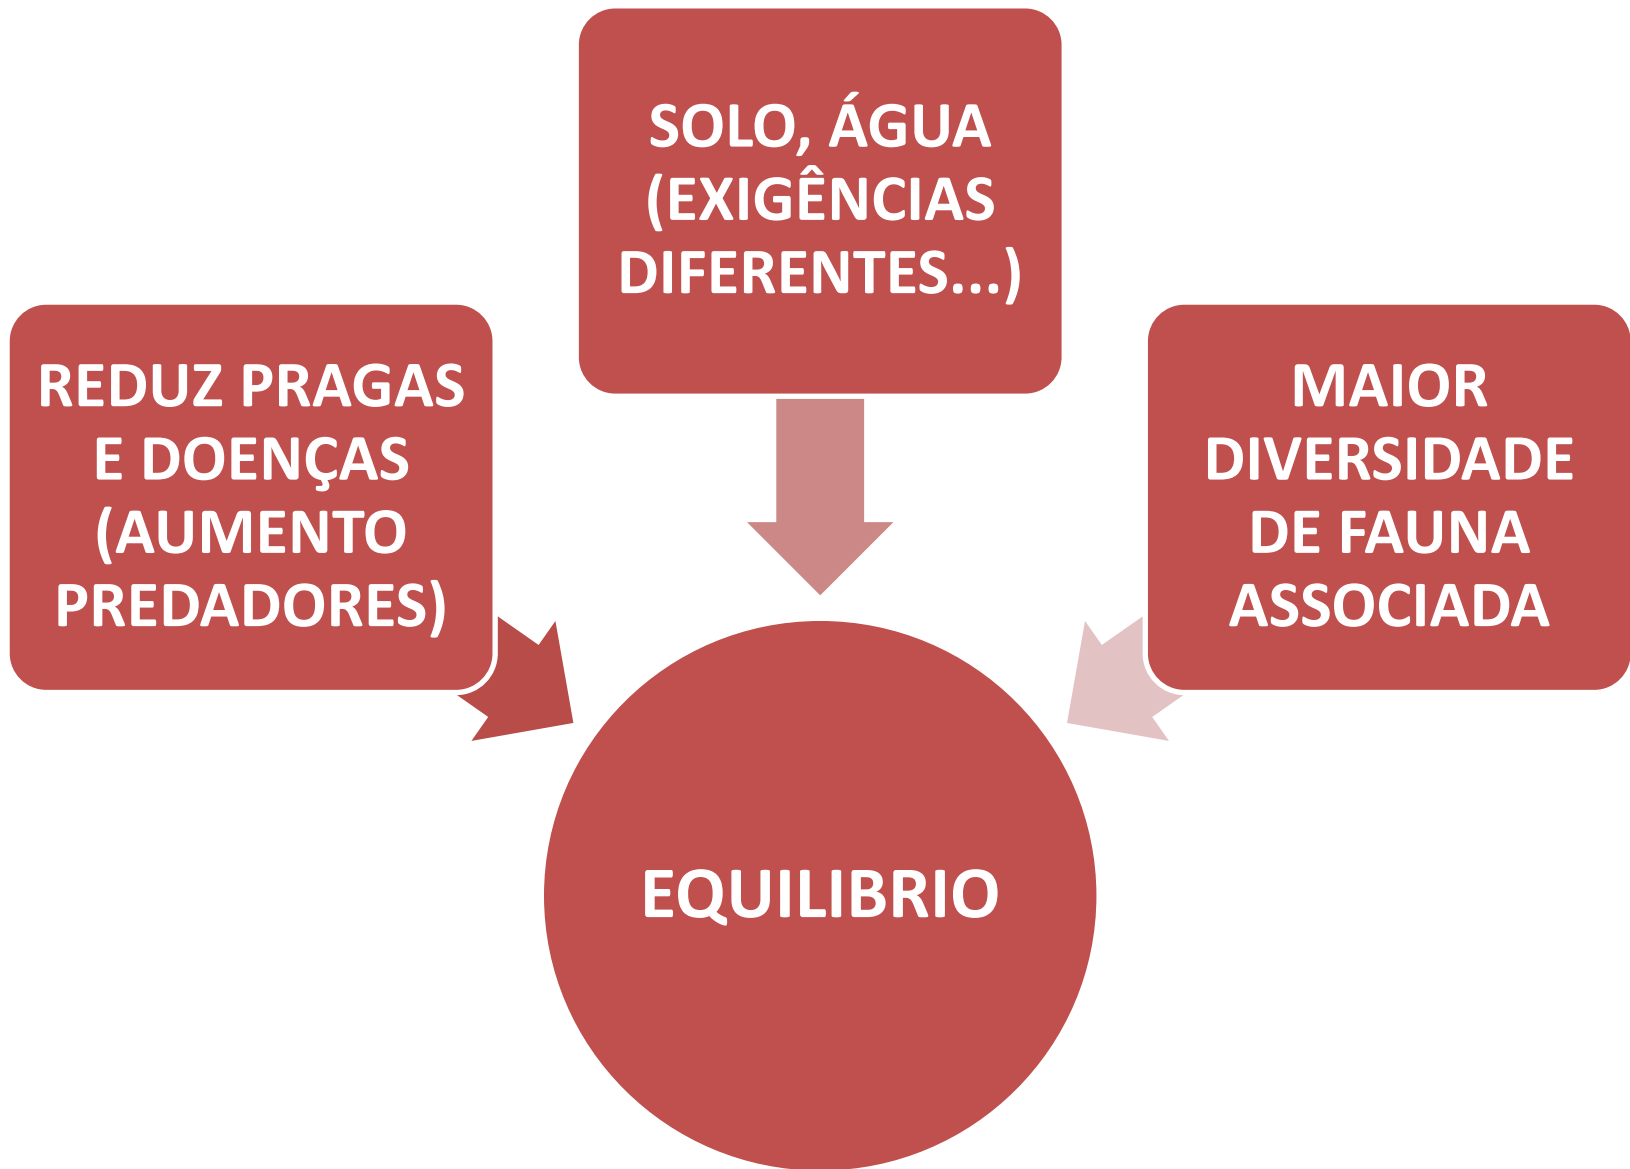 SOLO, ÁGUA
(EXIGÊNCIAS
DIFERENTES...)
REDUZ PRAGAS
E DOENÇAS
(AUMENTO
PREDADORES)
MAIOR
DIVERSIDADE
DE FAUNA
ASSOCIADA
EQUILIBRIO